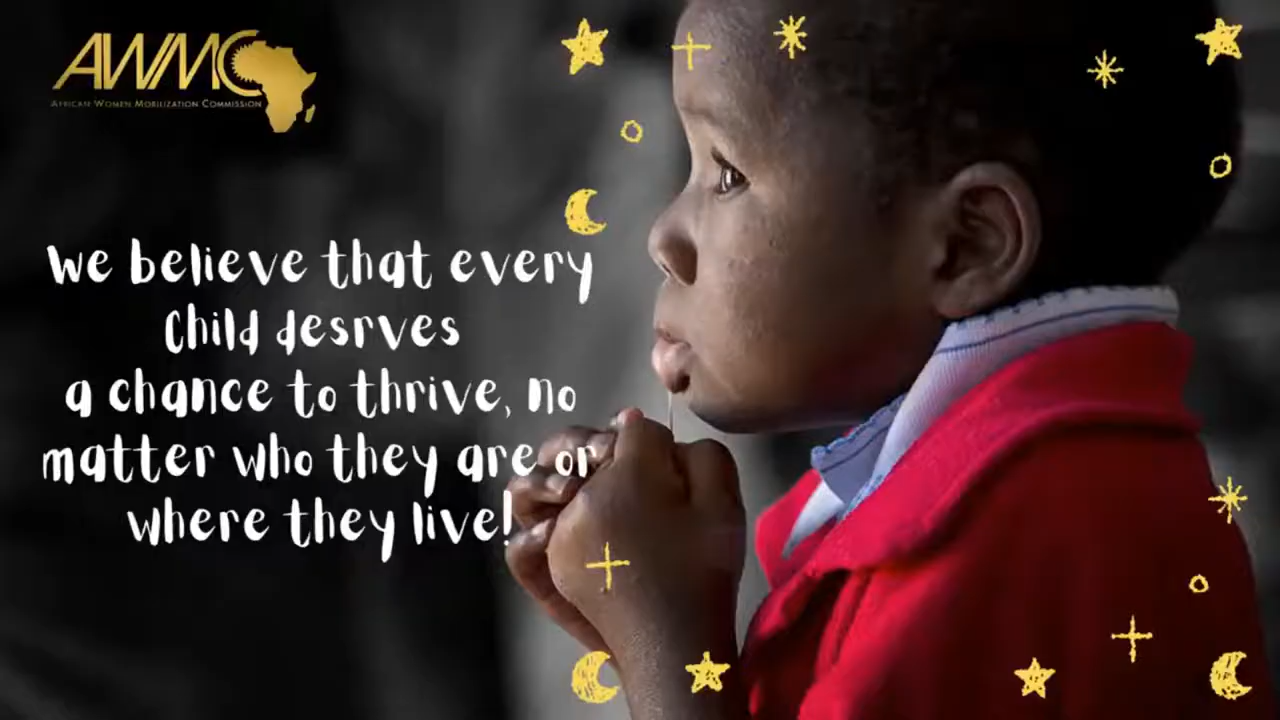 AWMC
AFRICAN WOMEN MOBILIZATION COMMISSION
We believe that every
Child desrves
a chance to thrive, no
matter who they are or
where they live!